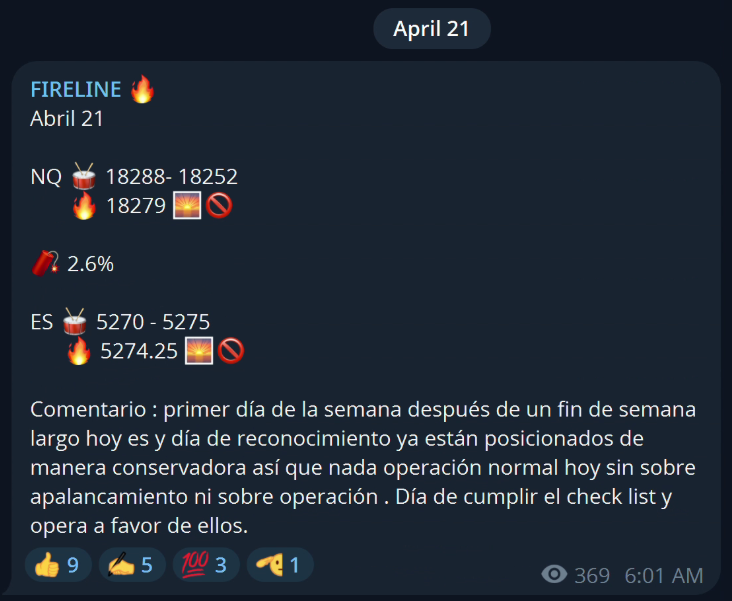 April 21
FIRELINE 🔥
Abril 21
NQ 🥁 18288- 18252
🔥 18279 🌅🚫
🧨 2.6%
ES 🥁 5270 - 5275
🔥 5274.25 🌅🚫
Comentario : primer día de la semana después de un fin de semana
largo hoy es y día de reconocimiento ya están posicionados de
manera conservadora así que nada operación normal hoy sin sobre
apalancamiento ni sobre operación . Día de cumplir el check list y
opera a favor de ellos.
👍 9 ✍️ 5 💯 3 🫡 1
369 6:01 AM